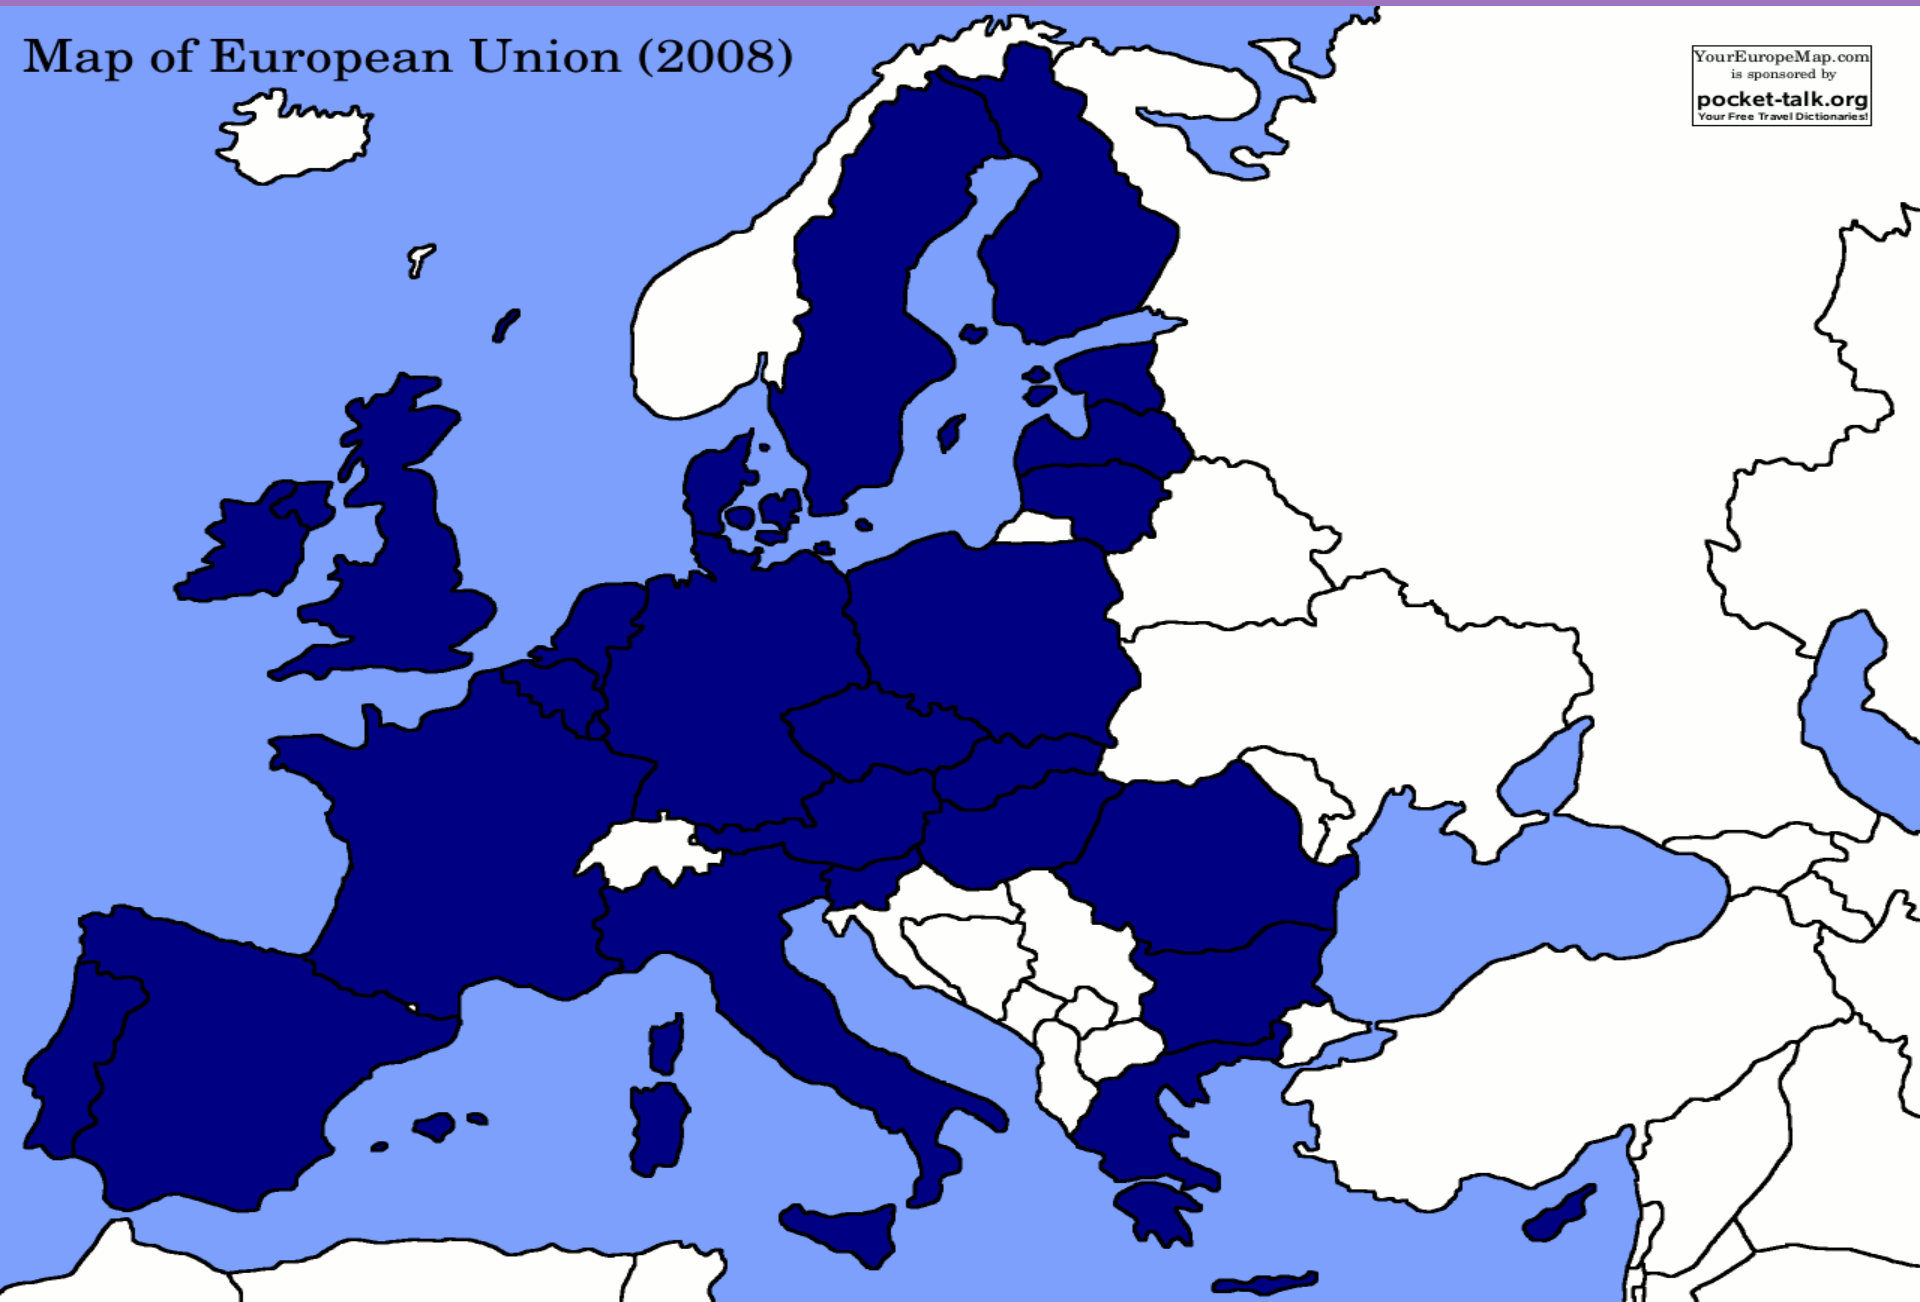 Map of European Union (2008)
YourEuropeMap.com
is sponsored by
pocket-talk.org
Your Free Travel Dictionaries!